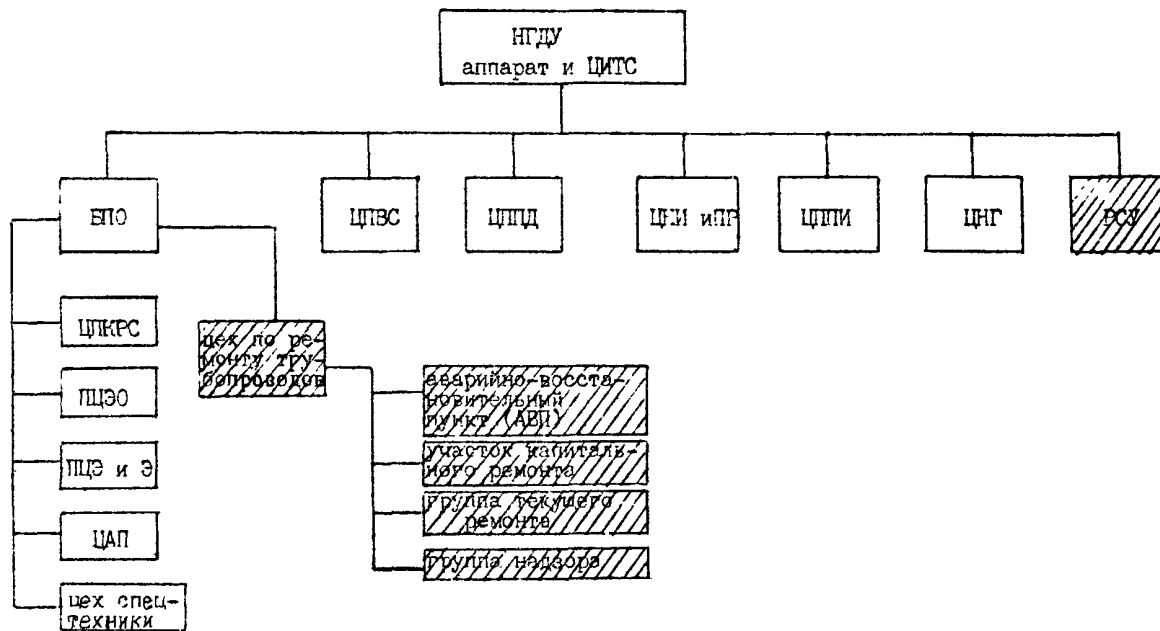 НГДУ
аппарат и ЦИТС
БПО
ЦПВС
ЦППД
ЦНИ иПР
ЦППИ
ЦНГ
РСУ
ЦПКРС
ПЦЭО
ПЦЭ и Э
ЦАП
цех спец-
техники
цех по ре-
монту тру-
бопроводов
аварийно-восста-
новительный
пункт (АВП)
участок капиталь-
ного ремонта
группа текущего
ремонта
группа надзора